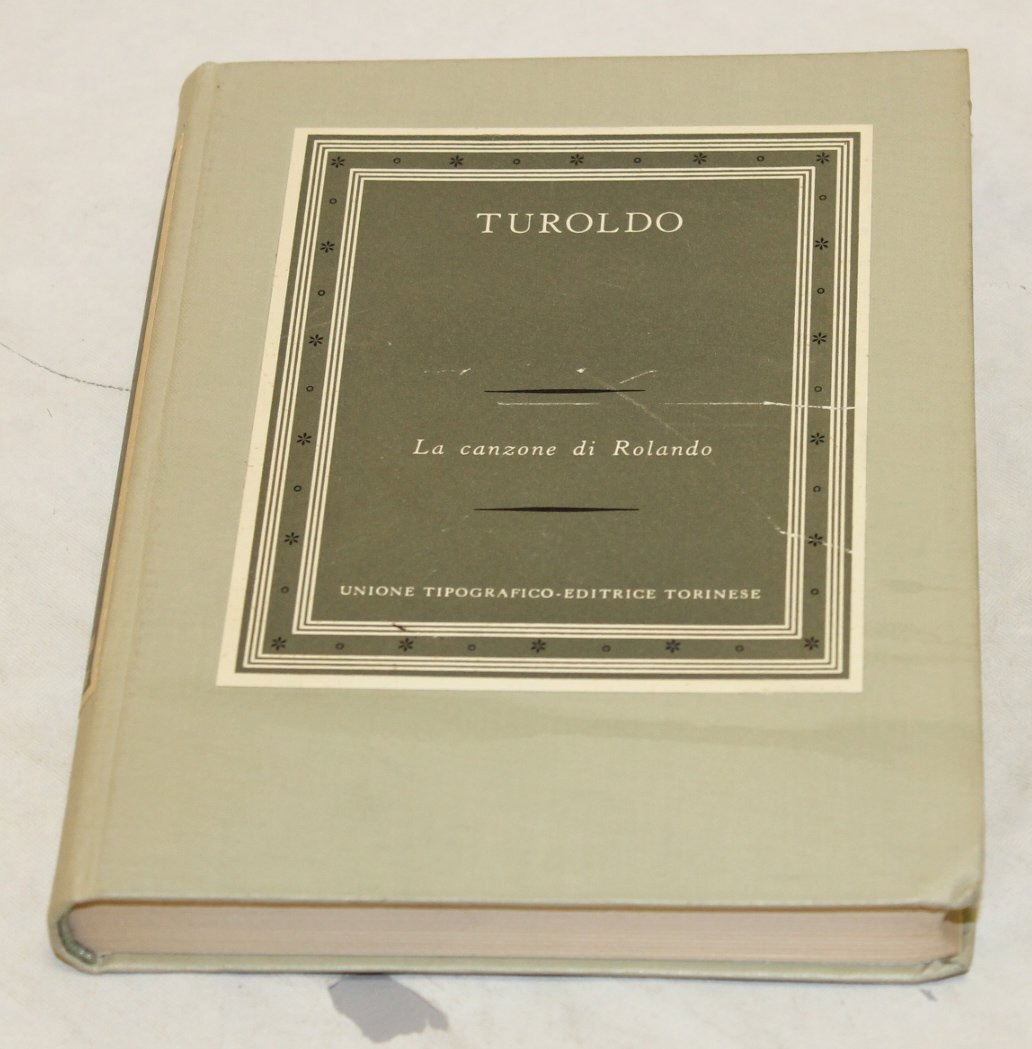 TUROLDO
La canzone di Rolando
UNIONE TIPOGRAFICO-EDITRICE TORINESE